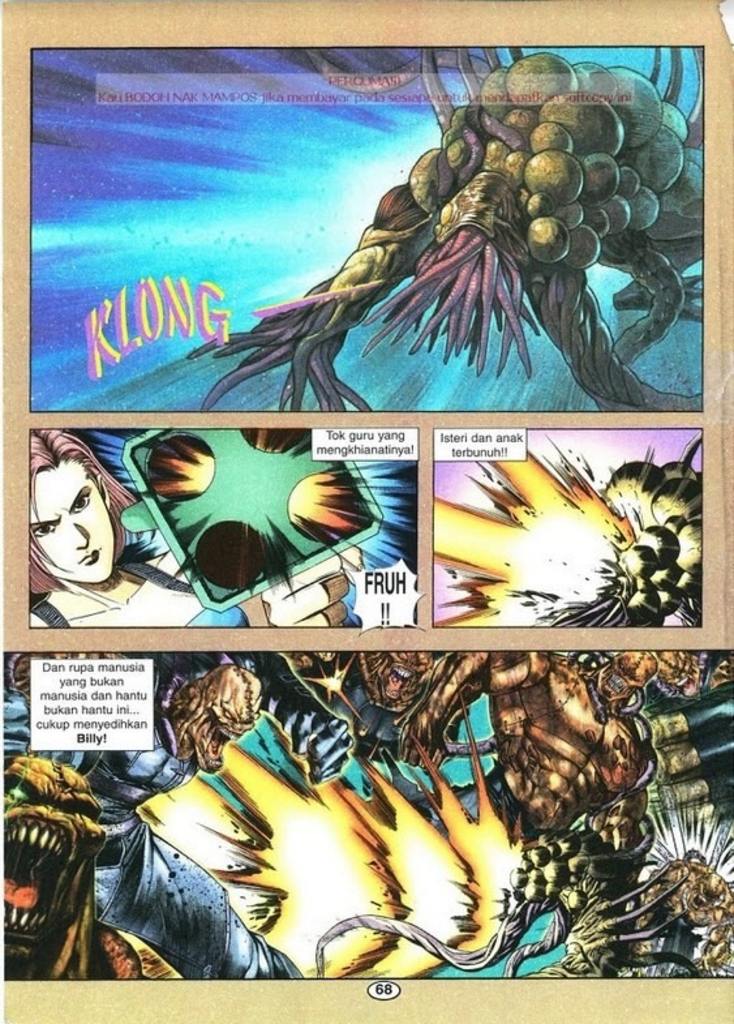 PERCUMA!!
Kau BODOH NAK MAMPOS jika membayar pada sesiapa untuk mendapatkan softcopy ini
KLONG
Tok guru yang
mengkhianatinya!
Isteri dan anak
terbunuh!!
FRUH
!!
Dan rupa manusia
yang bukan
manusia dan hantu
bukan hantu ini...
cukup menyedihkan
Billy!
68